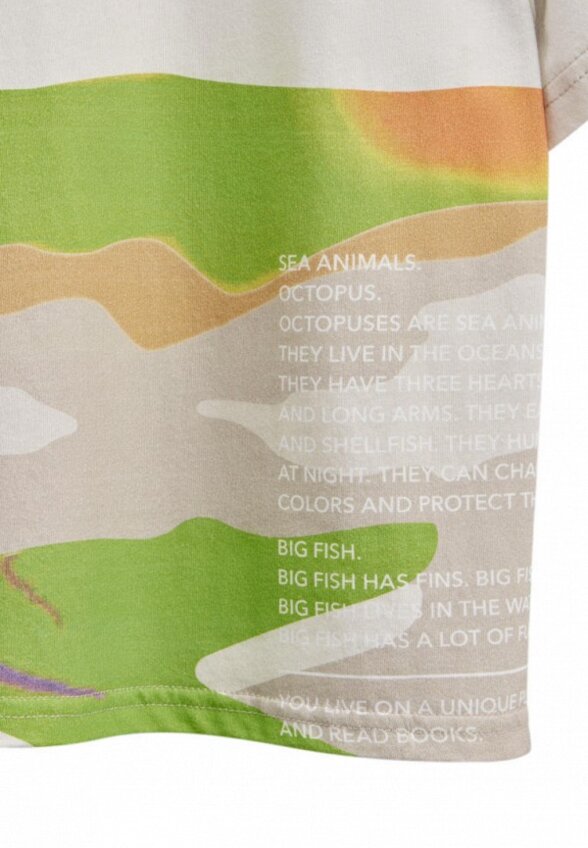 SEA ANIMALS.
OCTOPUS.
OCTOPUSES ARE SEA ANI
THEY LIVE IN THE OCEANS
THEY HAVE THREE HEARTS
AND LONG ARMS. THEY EA
AND SHELLFISH. THEY HU
AT NIGHT. THEY CAN CHA
COLORS AND PROTECT TH
BIG FISH.
BIG FISH HAS FINS. BIG FIS
BIG FISH LIVES IN THE WA
BIG FISH HAS A LOT OF FU
YOU LIVE ON A UNIQUE P
AND READ BOOKS.